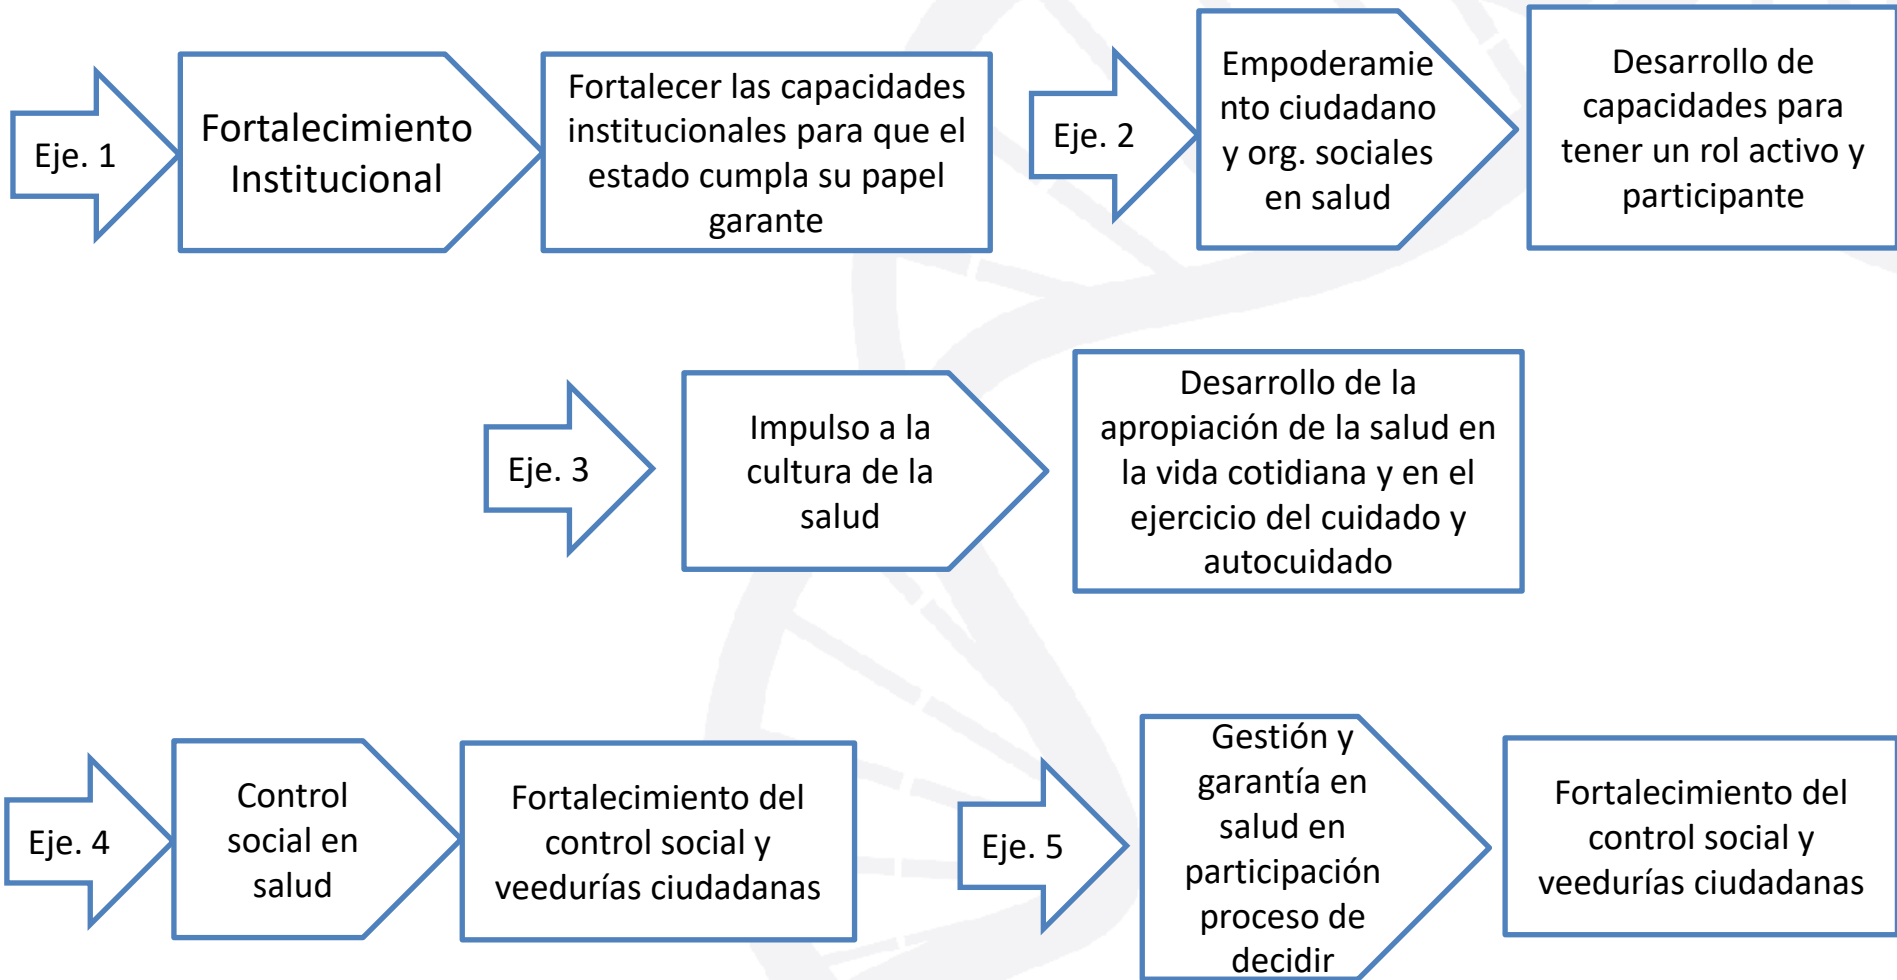 Eje. 1
Fortalecimiento
Institucional
Fortalecer las capacidades
institucionales para que el
estado cumpla su papel
garante
Eje. 2
Empoderamie
nto ciudadano
y org. sociales
en salud
Desarrollo de
capacidades para
tener un rol activo y
participante
Eje. 3
Impulso a la
cultura de la
salud
Desarrollo de la
apropiación de la salud en
la vida cotidiana y en el
ejercicio del cuidado y
autocuidado
Eje. 4
Control
social en
salud
Fortalecimiento del
control social y
veedurías ciudadanas
Eje. 5
Gestión y
garantía en
salud en
participación
proceso de
decidir
Fortalecimiento del
control social y
veedurías ciudadanas